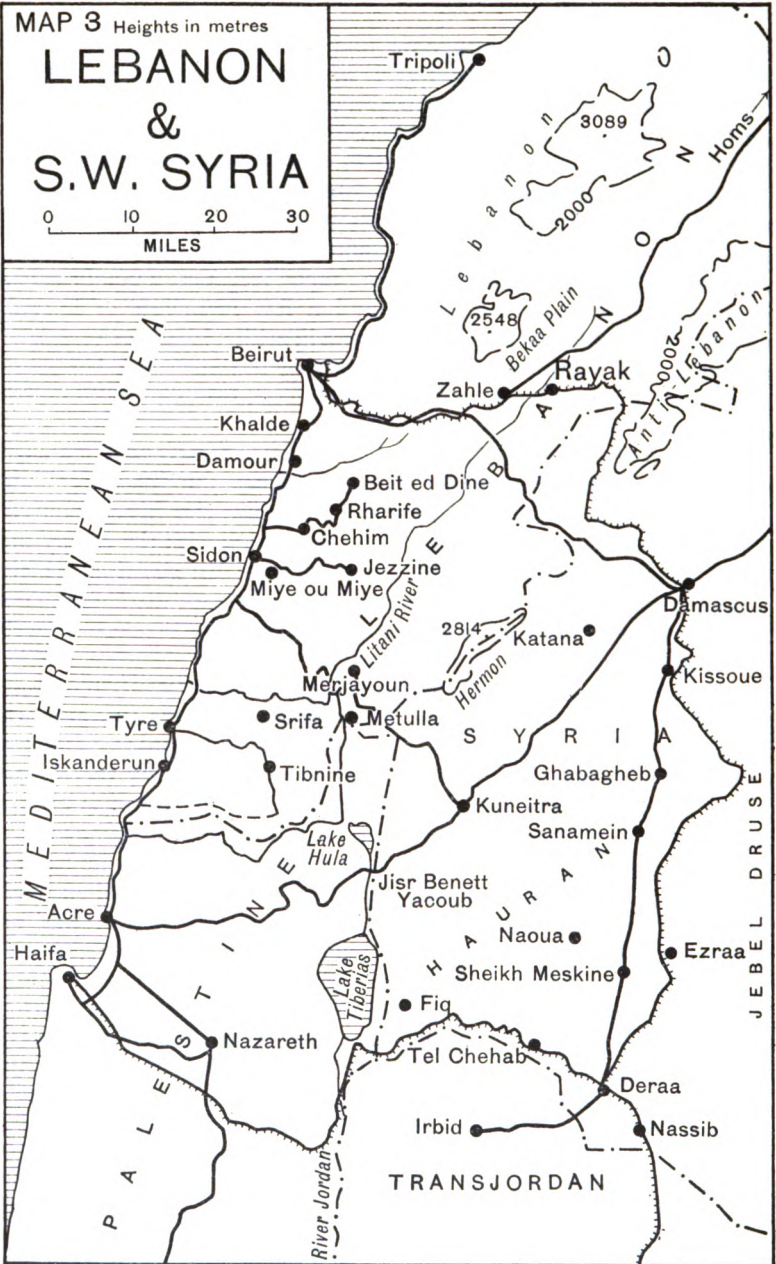 MAP 3 Heights in metres
LEBANON
&
S.W. SYRIA
0 10 20 30
MILES
Tripoli
3089
2000
Lebanon
Homs
2548
Bekaa Plain
2000
Anti-Lebanon
LEBANON
MEDITERRANEAN SEA
Beirut
Zahle
Rayak
Khalde
Damour
Beit ed Dine
Rharife
Chehim
Sidon
Jezzine
Miye ou Miye
Litani River
Damascus
2814
Katana
Hermon
Kissoue
Merjayoun
Metulla
Srifa
Tyre
SYRIA
Iskanderun
Tibnine
Ghabagheb
Kuneitra
Sanamein
Lake
Hula
Jisr Benett
Yacoub
HAURAN
JEBEL DRUSE
Acre
Naoua
Haifa
Ezraa
Sheikh Meskine
Lake
Tiberias
Fiq
PALESTINE
Nazareth
Tel Chehab
Deraa
Irbid
Nassib
River Jordan
TRANSJORDAN